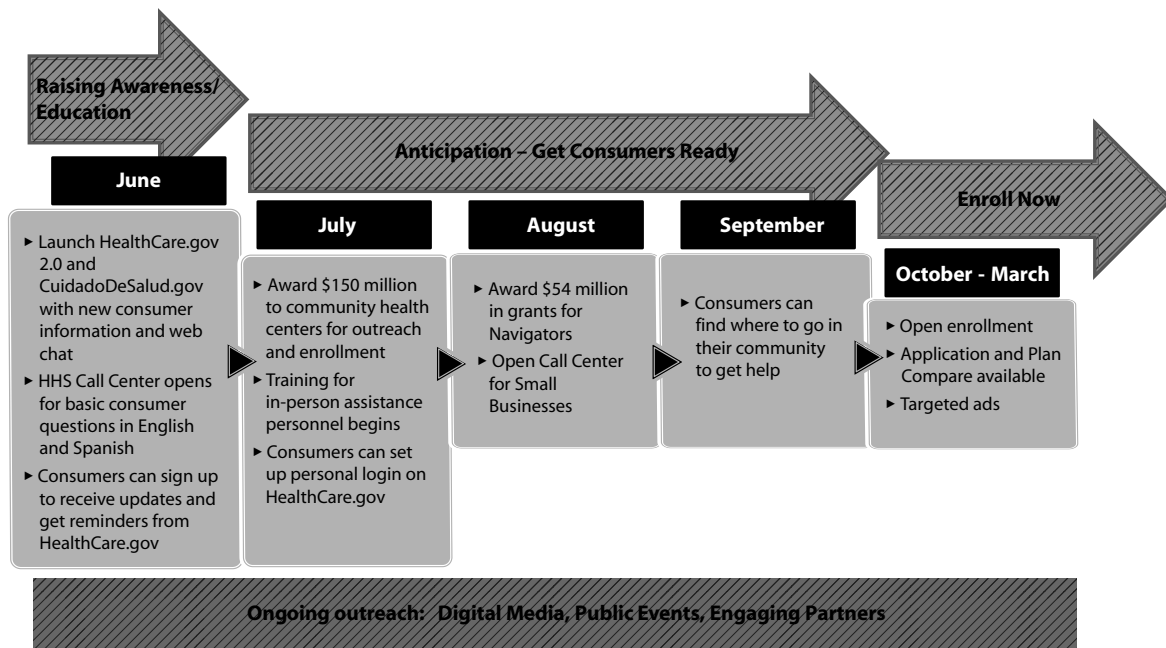 Raising Awareness/
Education
Anticipation – Get Consumers Ready
Enroll Now
June
▸ Launch HealthCare.gov
2.0 and
CuidadoDeSalud.gov
with new consumer
information and web
chat
▸ HHS Call Center opens
for basic consumer
questions in English
and Spanish
▸ Consumers can sign up
to receive updates and
get reminders from
HealthCare.gov
July
▸ Award $150 million
to community health
centers for outreach
and enrollment
▸ Training for
in-person assistance
personnel begins
▸ Consumers can set
up personal login on
HealthCare.gov
August
▸ Award $54 million
in grants for
Navigators
▸ Open Call Center
for Small
Businesses
September
▸ Consumers can
find where to go in
their community
to get help
October - March
▸ Open enrollment
▸ Application and Plan
Compare available
▸ Targeted ads
Ongoing outreach: Digital Media, Public Events, Engaging Partners